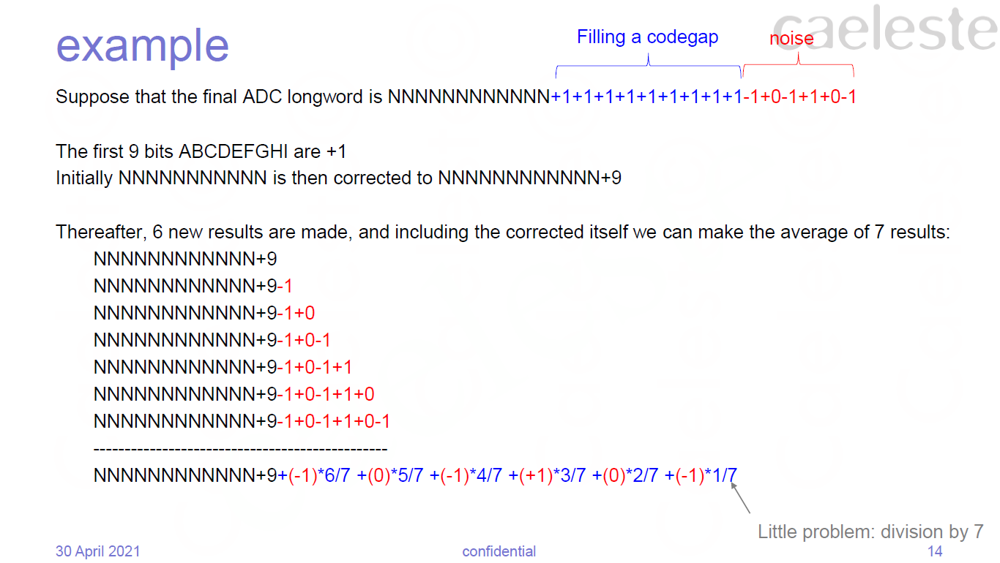 caeleste
example
Filling a codegap
noise
Suppose that the final ADC longword is NNNNNNNNNNNN+1+1+1+1+1+1+1+1+1-1+0-1+1+0-1
The first 9 bits ABCDEFGHI are +1
Initially NNNNNNNNNNN is then corrected to NNNNNNNNNNNN+9
Thereafter, 6 new results are made, and including the corrected itself we can make the average of 7 results:
NNNNNNNNNNNN+9
NNNNNNNNNNNN+9-1
NNNNNNNNNNNN+9-1+0
NNNNNNNNNNNN+9-1+0-1
NNNNNNNNNNNN+9-1+0-1+1
NNNNNNNNNNNN+9-1+0-1+1+0
NNNNNNNNNNNN+9-1+0-1+1+0-1
-----------------------------------------------
NNNNNNNNNNNN+9+(-1)*6/7 +(0)*5/7 +(-1)*4/7 +(+1)*3/7 +(0)*2/7 +(-1)*1/7
Little problem: division by 7
30 April 2021
confidential
14